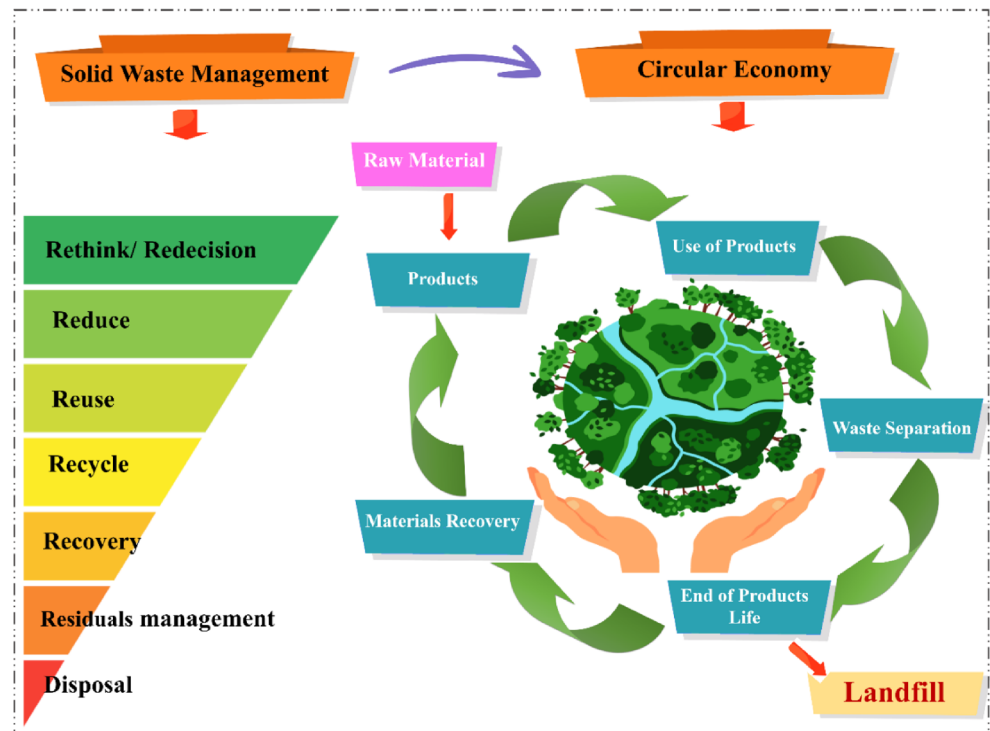 Solid Waste Management
Circular Economy
Raw Material
Rethink/ Redecision
Reduce
Reuse
Recycle
Recovery
Residuals management
Disposal
Products
Use of Products
Waste Separation
End of Products
Life
Materials Recovery
Landfill